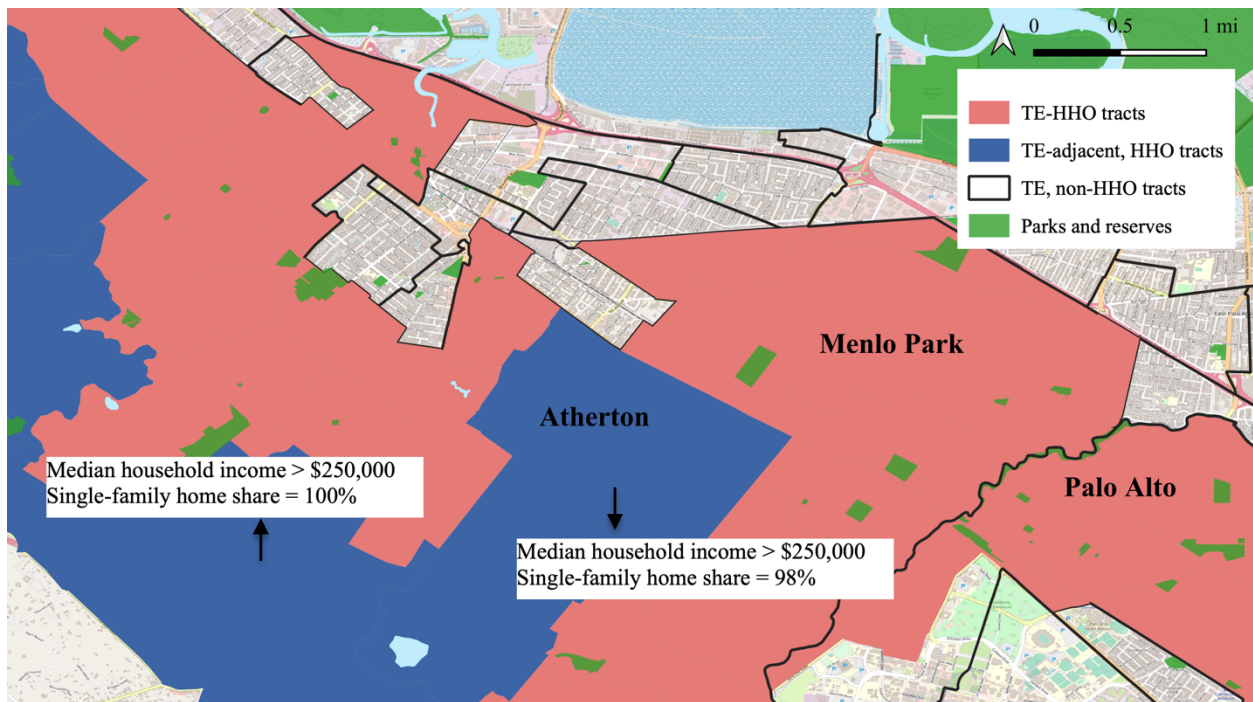 0 0.5 1 mi
TE-HHO tracts
TE-adjacent, HHO tracts
TE, non-HHO tracts
Parks and reserves
Menlo Park
Atherton
Median household income > $250,000
Single-family home share = 100%
Palo Alto
Median household income > $250,000
Single-family home share = 98%